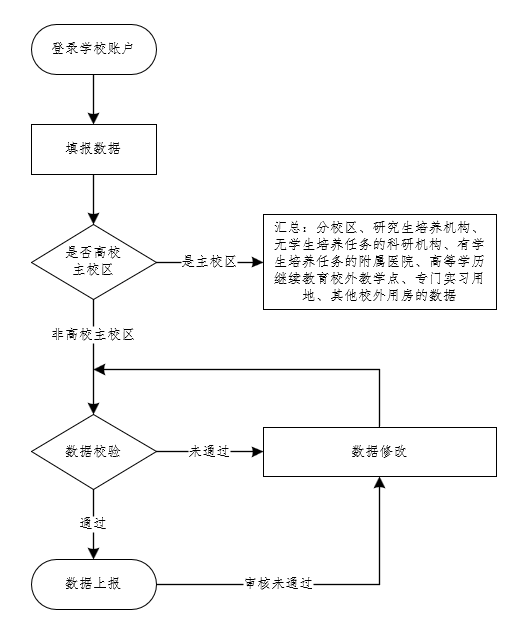 登录学校账户
填报数据
是否高校
主校区
是主校区
汇总：分校区、研究生培养机构、
无学生培养任务的科研机构、有学
生培养任务的附属医院、高等学历
继续教育校外教学点、专门实习用
地、其他校外用房的数据
非高校主校区
数据校验
未通过
数据修改
通过
数据上报
审核未通过